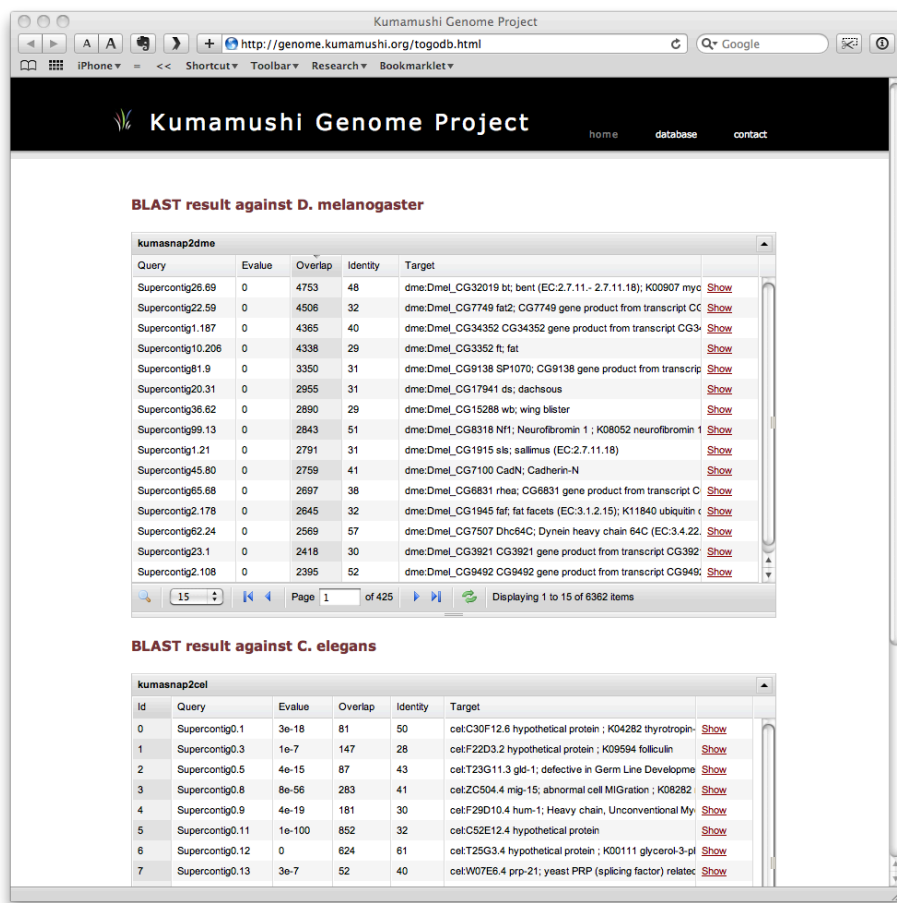 Kumamushi Genome Project
A A + http://genome.kumamushi.org/togodb.html Google
iPhone = << Shortcut Toolbar Research Bookmarklet
Kumamushi Genome Project
home database contact
BLAST result against D. melanogaster
kumasnap2dme
Query Evalue Overlap Identity Target
Supercontig26.69 0 4753 48 dme:Dmel_CG32019 bt; bent (EC:2.7.11.- 2.7.11.18); K00907 myo Show
Supercontig22.59 0 4506 32 dme:Dmel_CG7749 fat2; CG7749 gene product from transcript CG Show
Supercontig1.187 0 4365 40 dme:Dmel_CG34352 CG34352 gene product from transcript CG34 Show
Supercontig10.206 0 4338 29 dme:Dmel_CG3352 ft; fat Show
Supercontig81.9 0 3350 31 dme:Dmel_CG9138 SP1070; CG9138 gene product from transcrip Show
Supercontig20.31 0 2955 31 dme:Dmel_CG17941 ds; dachsous Show
Supercontig36.62 0 2890 29 dme:Dmel_CG15288 wb; wing blister Show
Supercontig99.13 0 2843 51 dme:Dmel_CG8318 Nf1; Neurofibromin 1 ; K08052 neurofibromin 1 Show
Supercontig1.21 0 2791 31 dme:Dmel_CG1915 sls; sallimus (EC:2.7.11.18) Show
Supercontig45.80 0 2759 41 dme:Dmel_CG7100 CadN; Cadherin-N Show
Supercontig65.68 0 2697 38 dme:Dmel_CG6831 rhea; CG6831 gene product from transcript C Show
Supercontig2.178 0 2645 32 dme:Dmel_CG1945 faf; fat facets (EC:3.1.2.15); K11840 ubiquitin Show
Supercontig62.24 0 2569 57 dme:Dmel_CG7507 Dhc64C; Dynein heavy chain 64C (EC:3.4.22. Show
Supercontig23.1 0 2418 30 dme:Dmel_CG3921 CG3921 gene product from transcript CG392 Show
Supercontig2.108 0 2395 52 dme:Dmel_CG9492 CG9492 gene product from transcript CG949 Show
15 Page 1 of 425 Displaying 1 to 15 of 6362 items
BLAST result against C. elegans
kumasnap2cel
Id Query Evalue Overlap Identity Target
0 Supercontig0.1 3e-18 81 50 cel:C30F12.6 hypothetical protein ; K04282 thyrotropin- Show
1 Supercontig0.3 1e-7 147 28 cel:F22D3.2 hypothetical protein ; K09594 folliculin Show
2 Supercontig0.5 4e-15 87 43 cel:T23G11.3 gld-1; defective in Germ Line Developme Show
3 Supercontig0.8 8e-56 283 41 cel:ZC504.4 mig-15; abnormal cell MIGration ; K08282 Show
4 Supercontig0.9 4e-19 181 30 cel:F29D10.4 hum-1; Heavy chain, Unconventional My Show
5 Supercontig0.11 1e-100 852 32 cel:C52E12.4 hypothetical protein Show
6 Supercontig0.12 0 624 61 cel:T25G3.4 hypothetical protein ; K00111 glycerol-3-pl Show
7 Supercontig0.13 3e-7 52 40 cel:W07E6.4 prp-21; yeast PRP (splicing factor) related Show